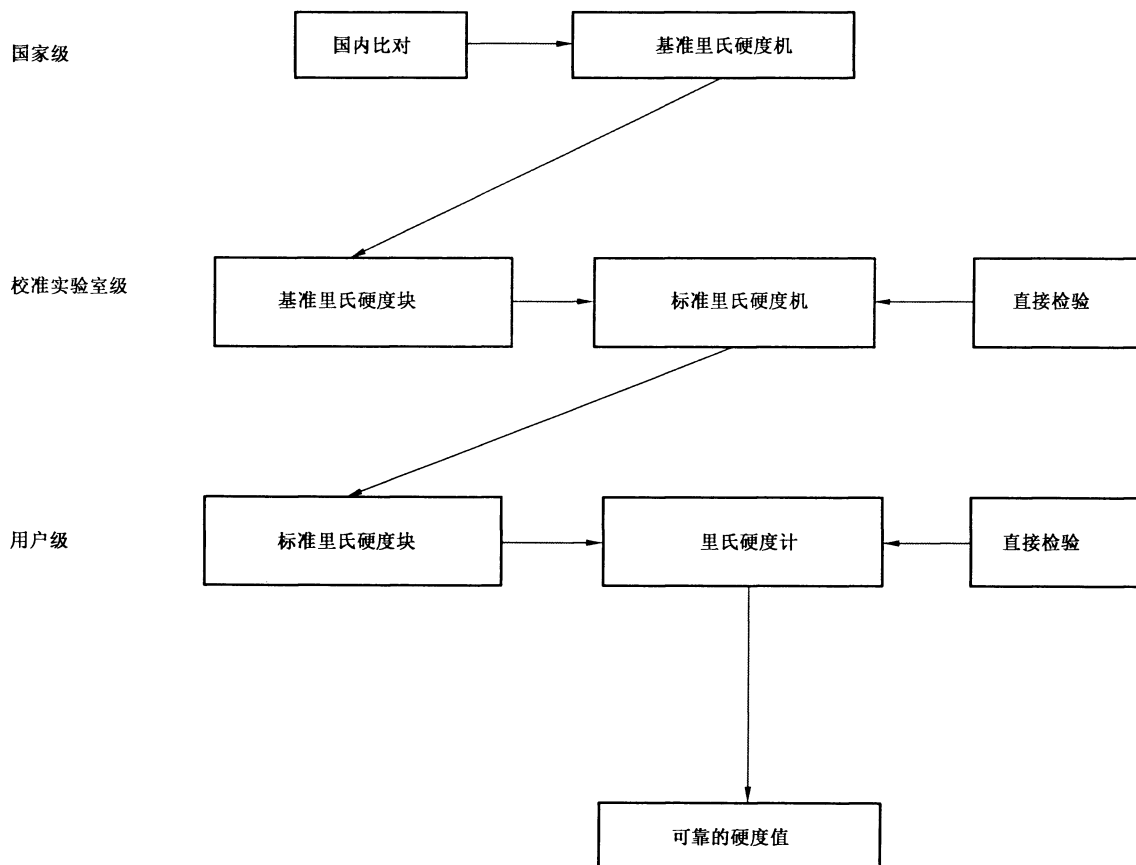 国家级
国内比对
基准里氏硬度机
校准实验室级
基准里氏硬度块
标准里氏硬度机
直接检验
用户级
标准里氏硬度块
里氏硬度计
直接检验
可靠的硬度值